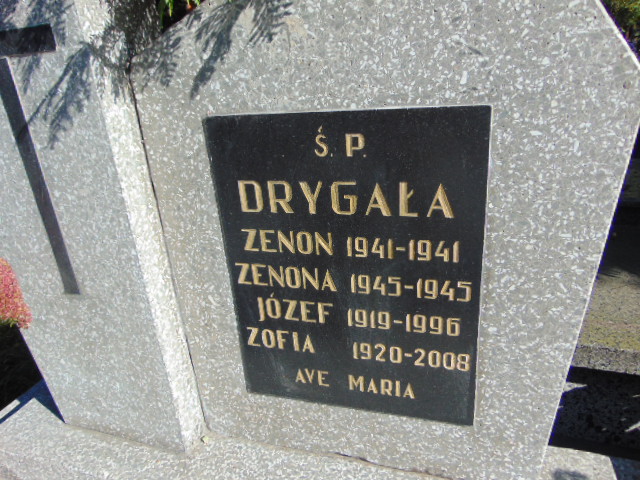 Ś. P.
DRYGAŁA
ZENON 1941-1941
ZENONA 1945-1945
JÓZEF 1919-1996
ZOFIA 1920-2008
AVE MARIA